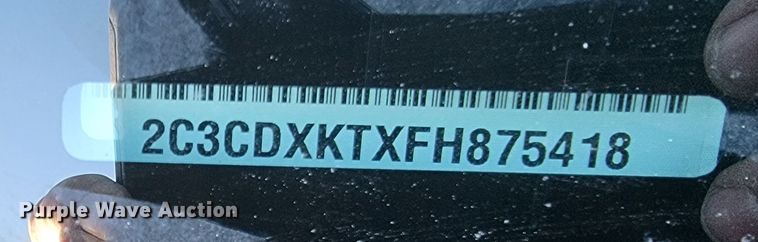 2C3CDXKTXFH875418
Purple Wave Auction